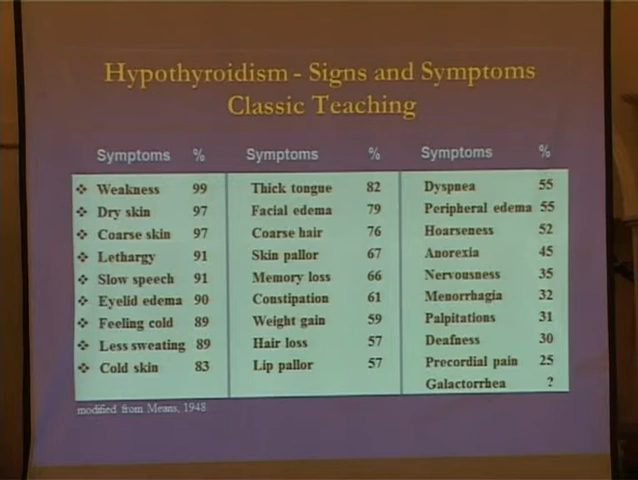 Hypothyroidism - Signs and Symptoms
Classic Teaching
Symptoms % Symptoms % Symptoms %
❖ Weakness 99 Thick tongue 82 Dyspnea 55
❖ Dry skin 97 Facial edema 79 Peripheral edema 55
❖ Coarse skin 97 Coarse hair 76 Hoarseness 52
❖ Lethargy 91 Skin pallor 67 Anorexia 45
❖ Slow speech 91 Memory loss 66 Nervousness 35
❖ Eyelid edema 90 Constipation 61 Menorrhagia 32
❖ Feeling cold 89 Weight gain 59 Palpitations 31
❖ Less sweating 89 Hair loss 57 Deafness 30
❖ Cold skin 83 Lip pallor 57 Precordial pain 25
Galactorrhea ?
modified from Means, 1948